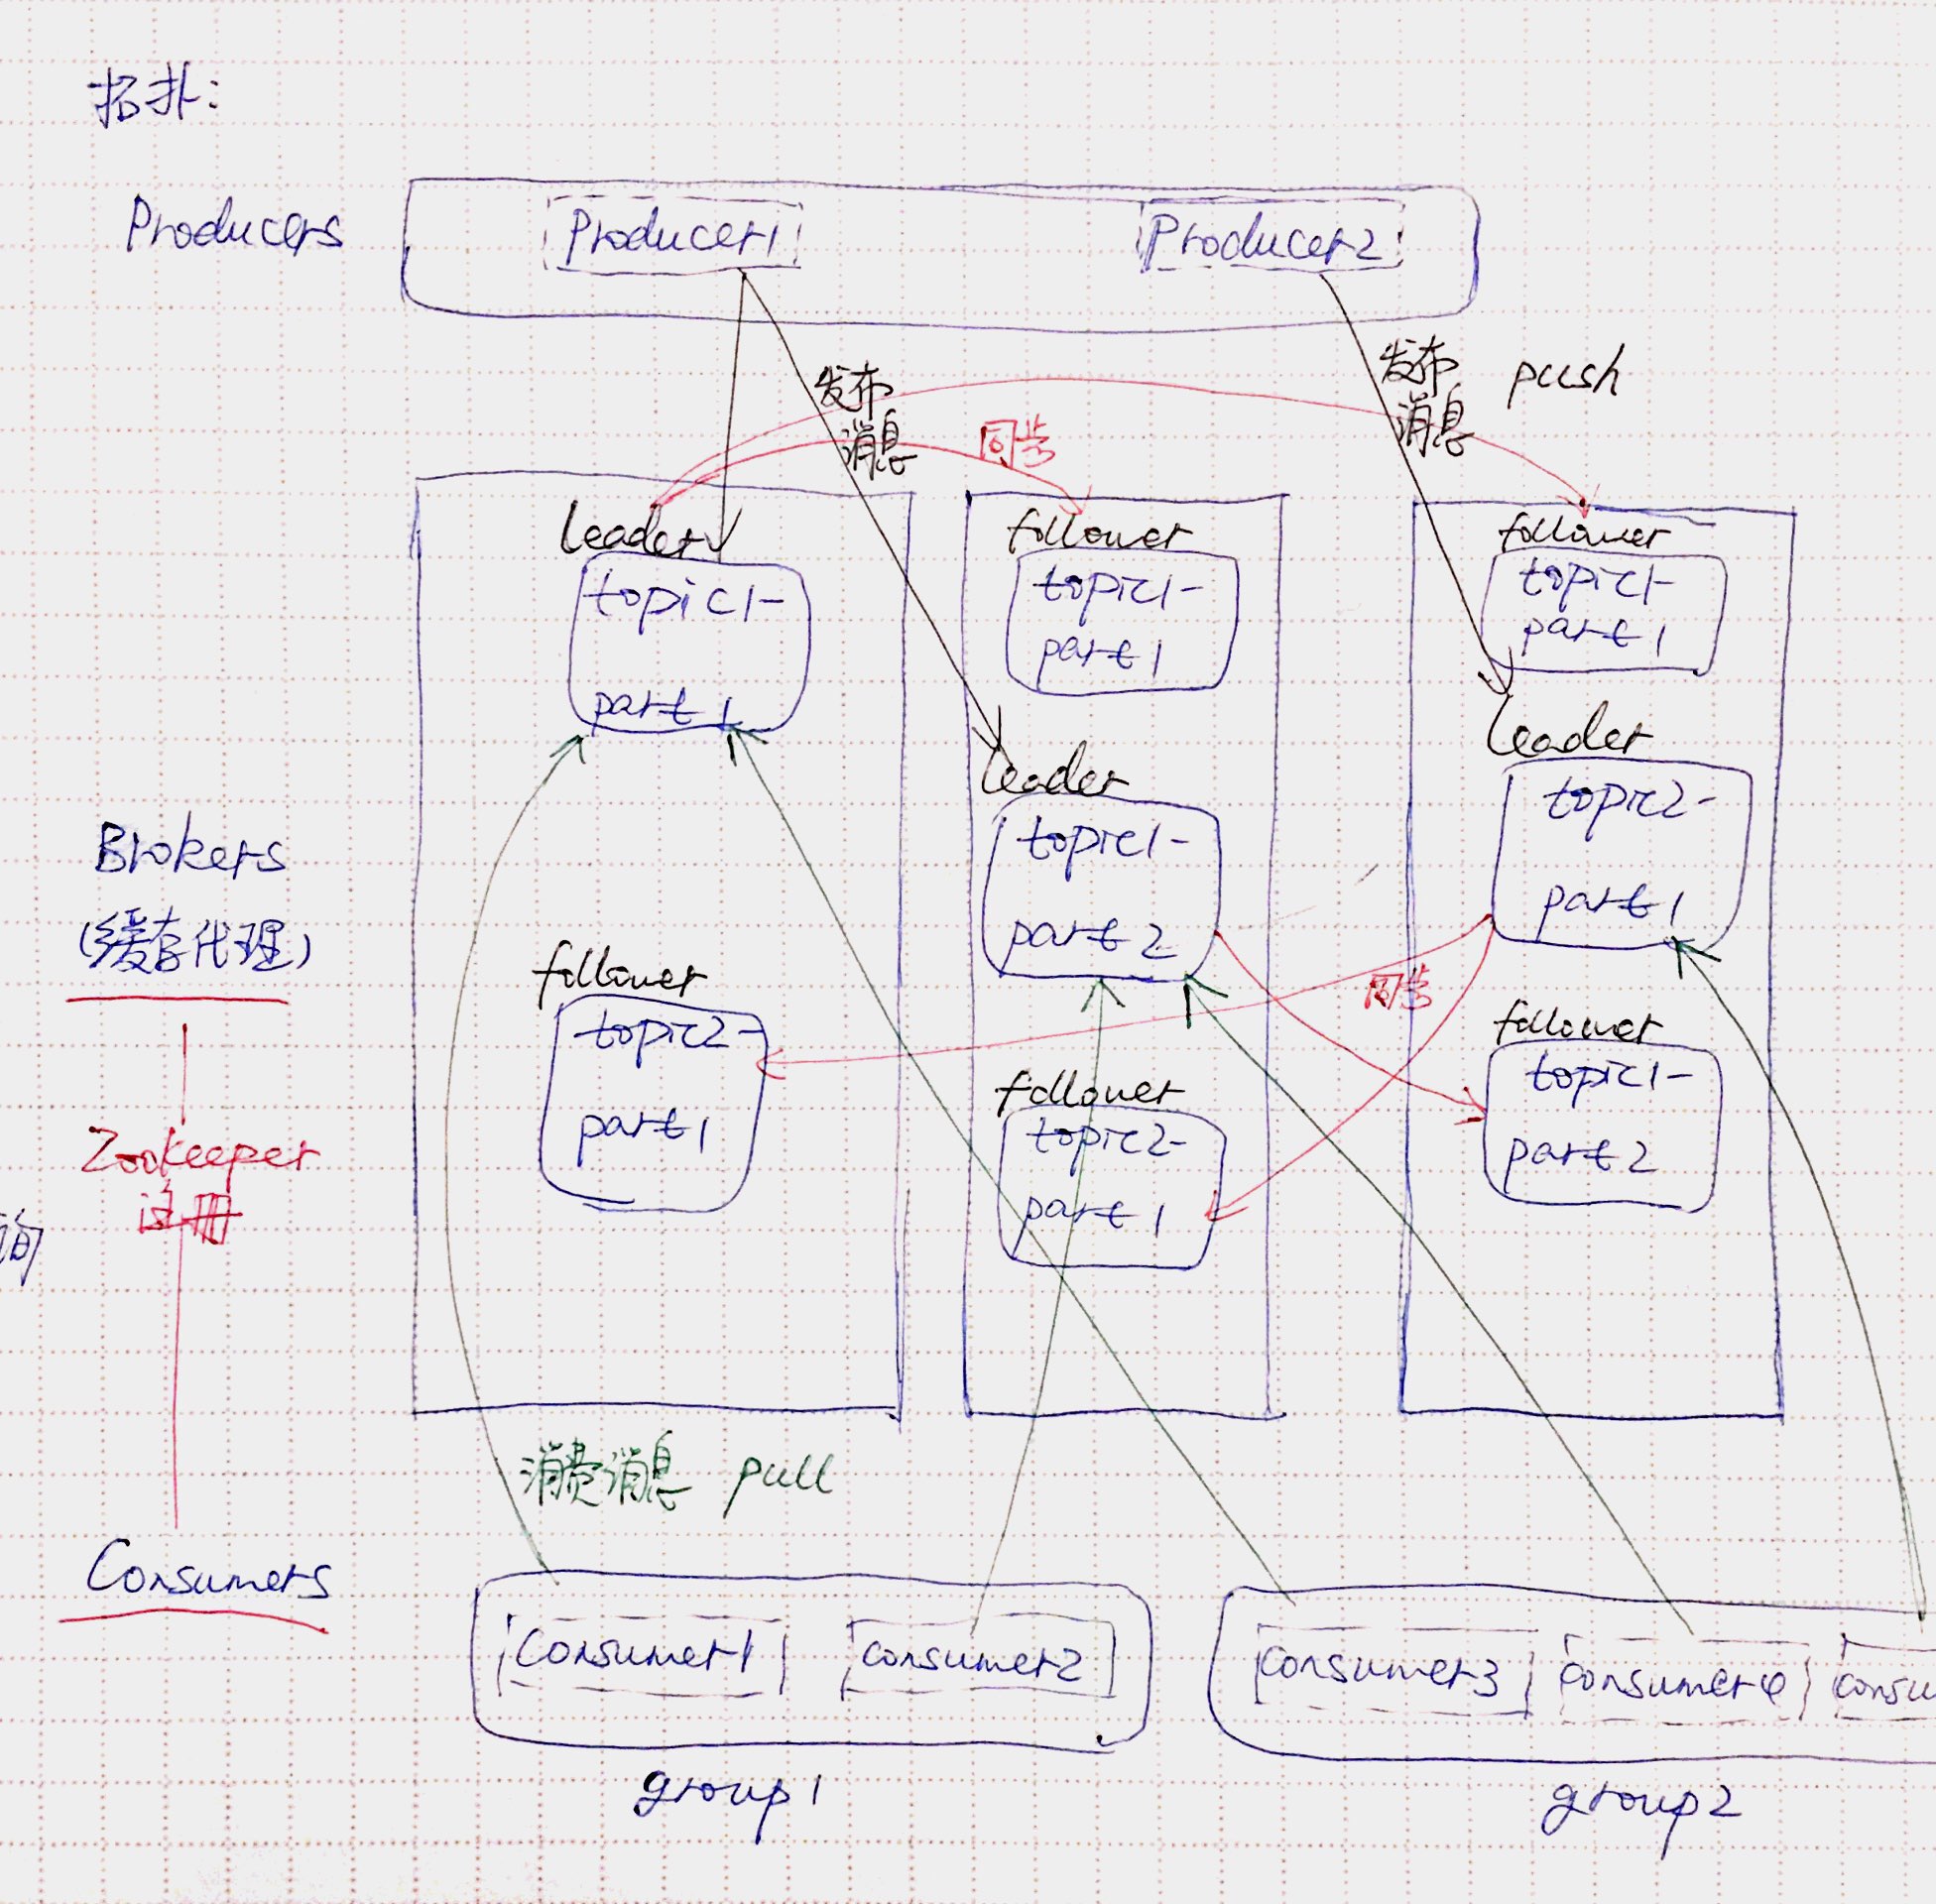 拓扑:
Producers
Producer1
Producer2
发布
消息
发布
消息
push
同步
leader
topic1-
part1
follower
topic1-
part1
follower
topic1-
part1
leader
topic1-
part2
leader
topic2-
part1
Brokers
(缓存代理)
follower
topic2-
part1
同步
follower
topic2-
part1
follower
topic1-
part2
Zookeeper
注册
询
消费消息 pull
Consumers
Consumer1
consumer2
consumer3
consumer4
consu
group1
group2